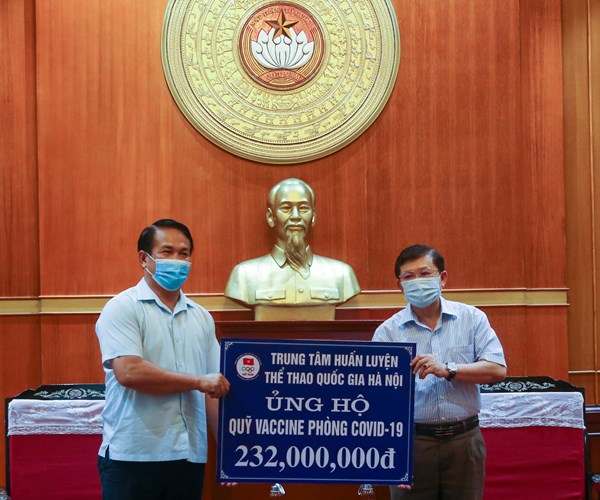 TRUNG TÂM HUẤN LUYỆN
THỂ THAO QUỐC GIA HÀ NỘI
ỦNG HỘ
QUỸ VACCINE PHÒNG COVID-19
232,000,000đ